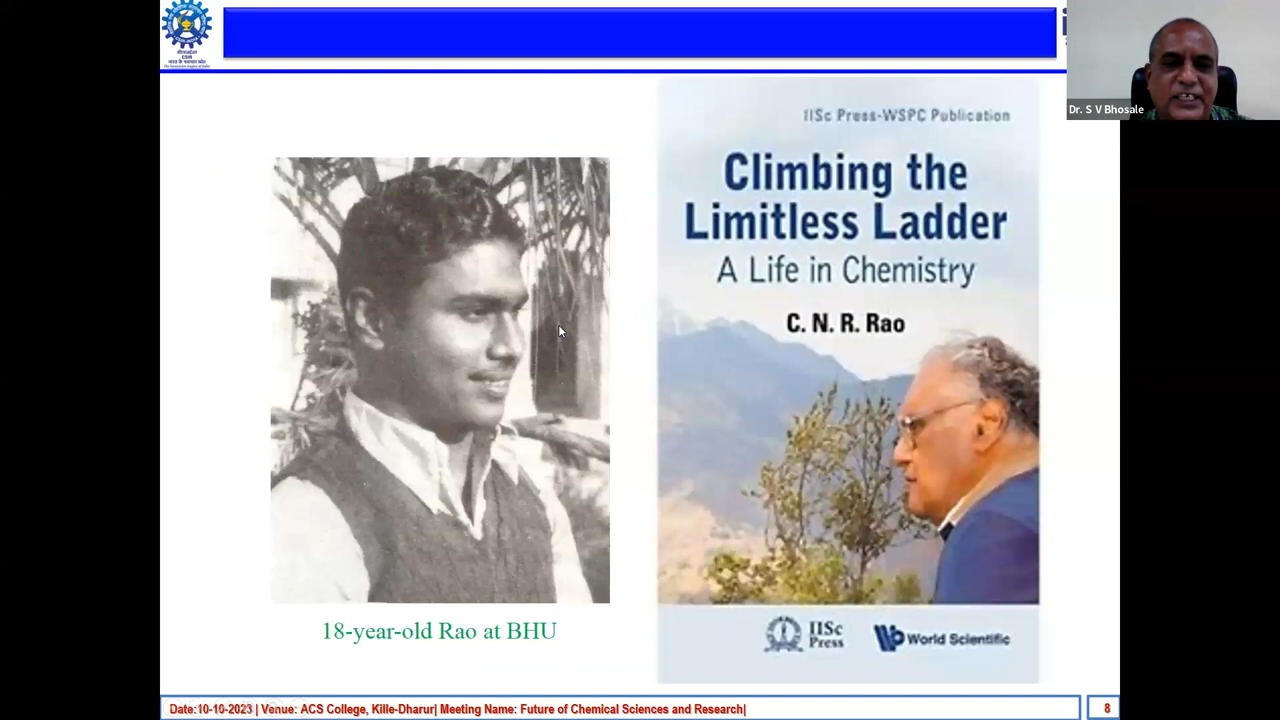 IISc Press-WSPC Publication
Climbing the
Limitless Ladder
A Life in Chemistry
C. N. R. Rao
18-year-old Rao at BHU
IISc
Press
World Scientific
Dr. S V Bhosale
Date:10-10-2023| Venue: ACS College, Kille-Dharur| Meeting Name: Future of Chemical Sciences and Research|
8